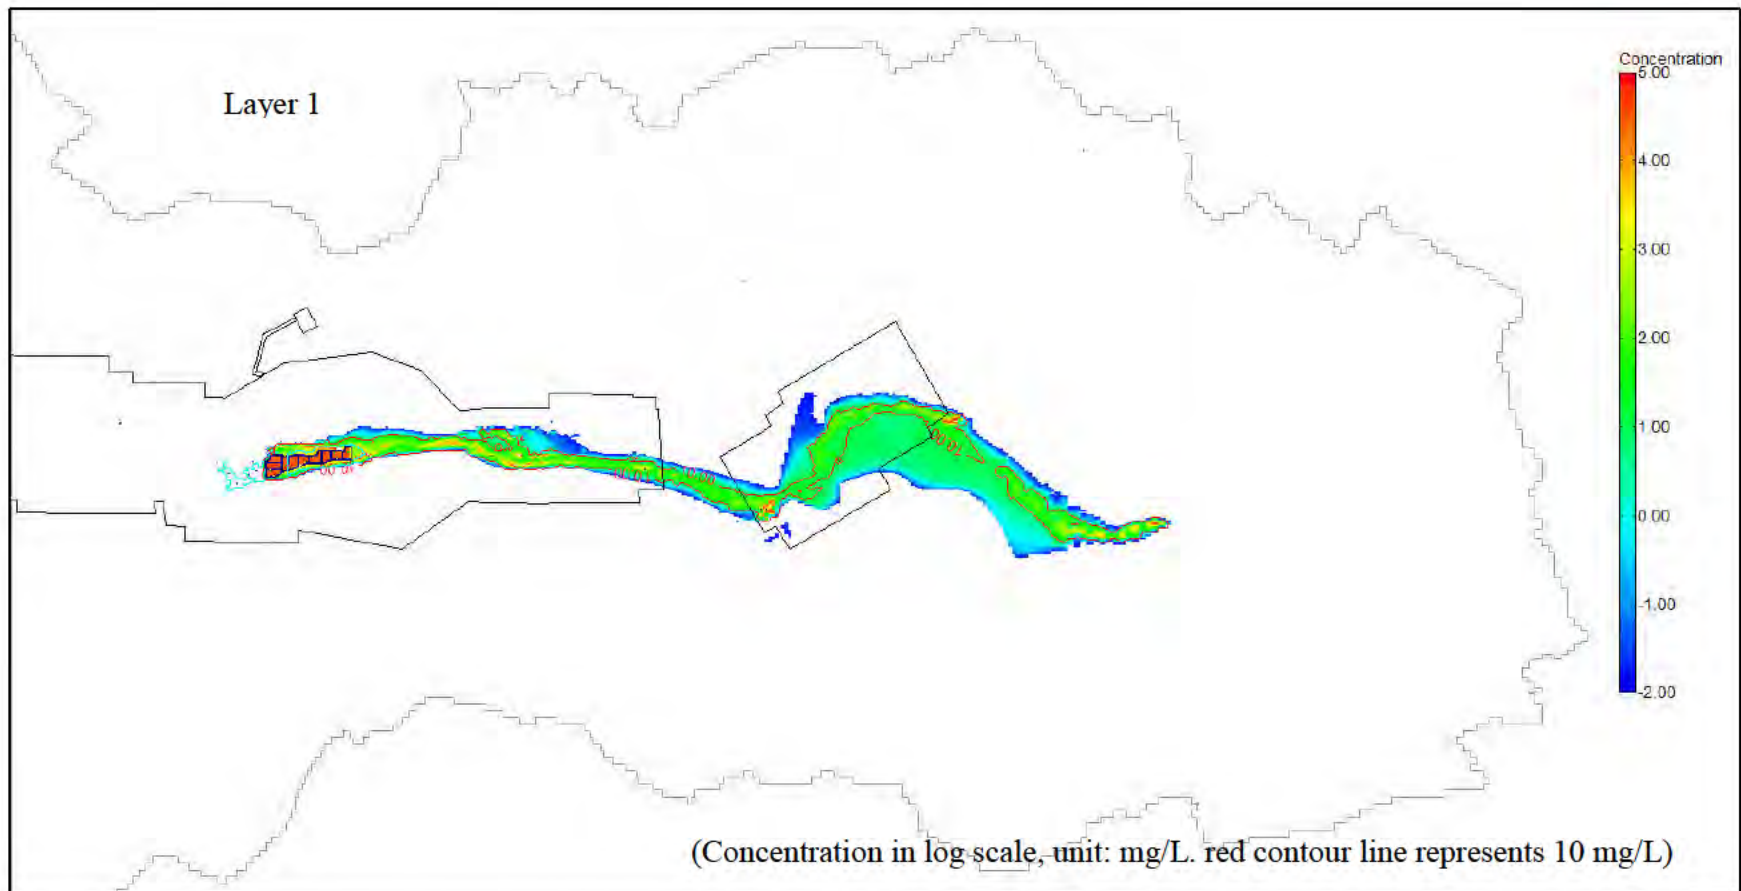 Layer 1
Concentration
5.00
4.00
3.00
2.00
1.00
0.00
-1.00
-2.00
(Concentration in log scale, unit: mg/L. red contour line represents 10 mg/L)